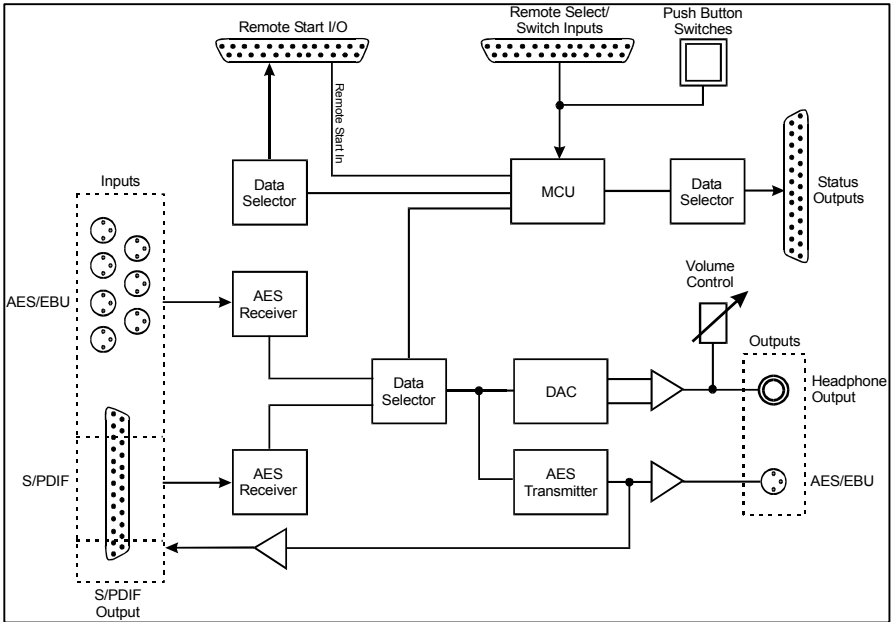 Remote Start I/O
Remote Select/
Switch Inputs
Push Button
Switches
Remote Start In
Inputs
Data
Selector
MCU
Data
Selector
Status
Outputs
AES/EBU
AES
Receiver
Volume
Control
Outputs
Data
Selector
DAC
Headphone
Output
S/PDIF
AES
Receiver
AES
Transmitter
AES/EBU
S/PDIF
Output